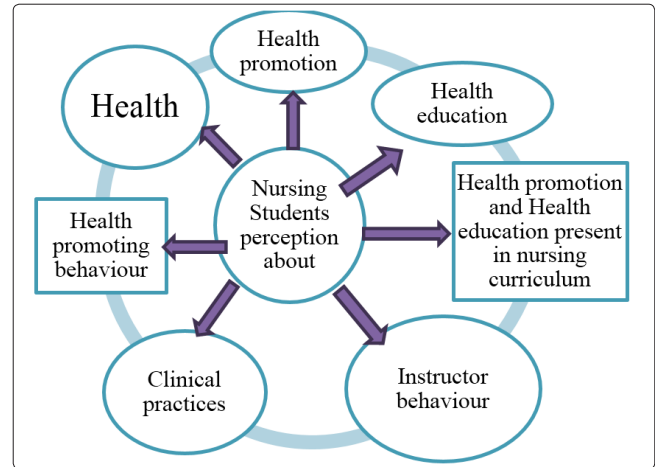 Health
promotion
Health
Health
education
Nursing
Students
perception
about
Health promotion
and Health
education present
in nursing
curriculum
Health
promoting
behaviour
Clinical
practices
Instructor
behaviour